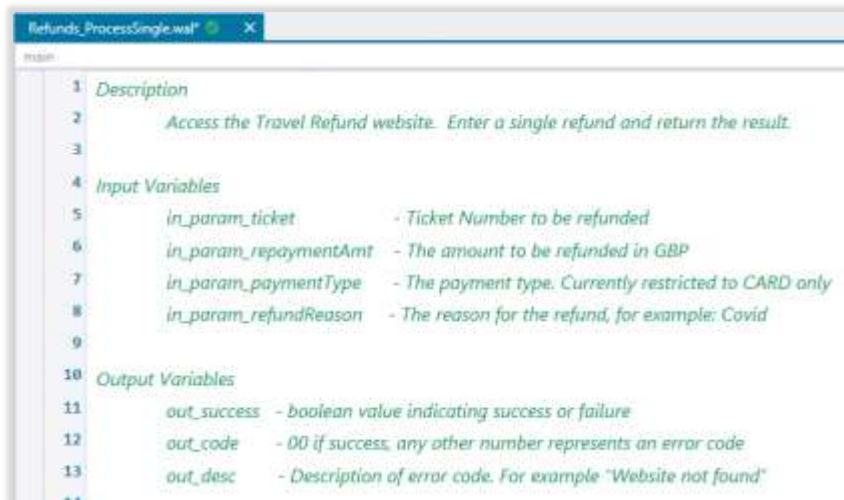 Refunds_ProcessSingle.wal*
main
1 Description
2 Access the Travel Refund website. Enter a single refund and return the result.
3
4 Input Variables
5 in_param_ticket - Ticket Number to be refunded
6 in_param_repaymentAmt - The amount to be refunded in GBP
7 in_param_paymentType - The payment type. Currently restricted to CARD only
8 in_param_refundReason - The reason for the refund, for example: Covid
9
10 Output Variables
11 out_success - boolean value indicating success or failure
12 out_code - 00 if success, any other number represents an error code
13 out_desc - Description of error code. For example "Website not found"